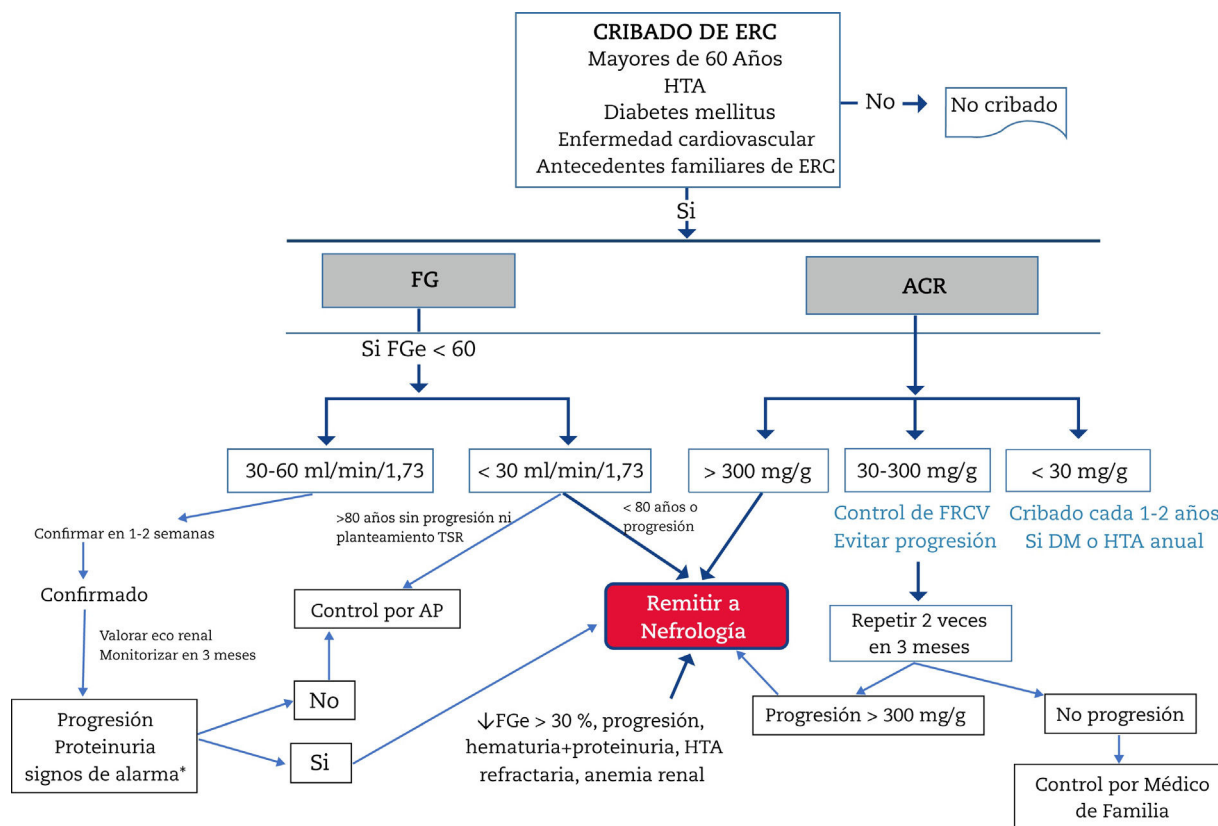 CRIBADO DE ERC
Mayores de 60 Años
HTA
Diabetes mellitus
Enfermedad cardiovascular
Antecedentes familiares de ERC
No
No cribado
Si
FG
ACR
Si FGe < 60
30-60 ml/min/1,73
< 30 ml/min/1,73
> 300 mg/g
30-300 mg/g
< 30 mg/g
Confirmar en 1-2 semanas
>80 años sin progresión ni
planteamiento TSR
< 80 años o
progresión
Control de FRCV
Evitar progresión
Cribado cada 1-2 años
Si DM o HTA anual
Confirmado
Control por AP
Remitir a
Nefrología
Repetir 2 veces
en 3 meses
Valorar eco renal
Monitorizar en 3 meses
Progresión
Proteinuria
signos de alarma*
No
Si
↓FGe > 30 %, progresión,
hematuria+proteinuria, HTA
refractaria, anemia renal
Progresión > 300 mg/g
No progresión
Control por Médico
de Familia